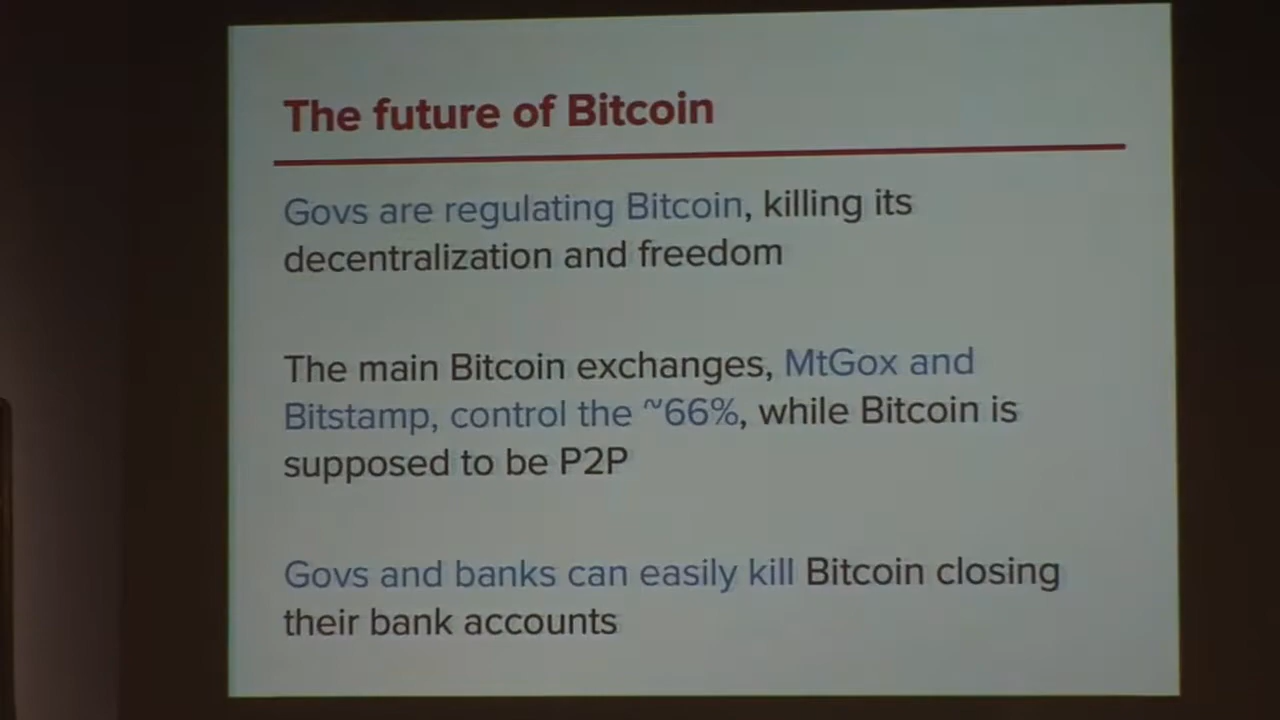 The future of Bitcoin
Govs are regulating Bitcoin, killing its
decentralization and freedom
The main Bitcoin exchanges, MtGox and
Bitstamp, control the ~66%, while Bitcoin is
supposed to be P2P
Govs and banks can easily kill Bitcoin closing
their bank accounts